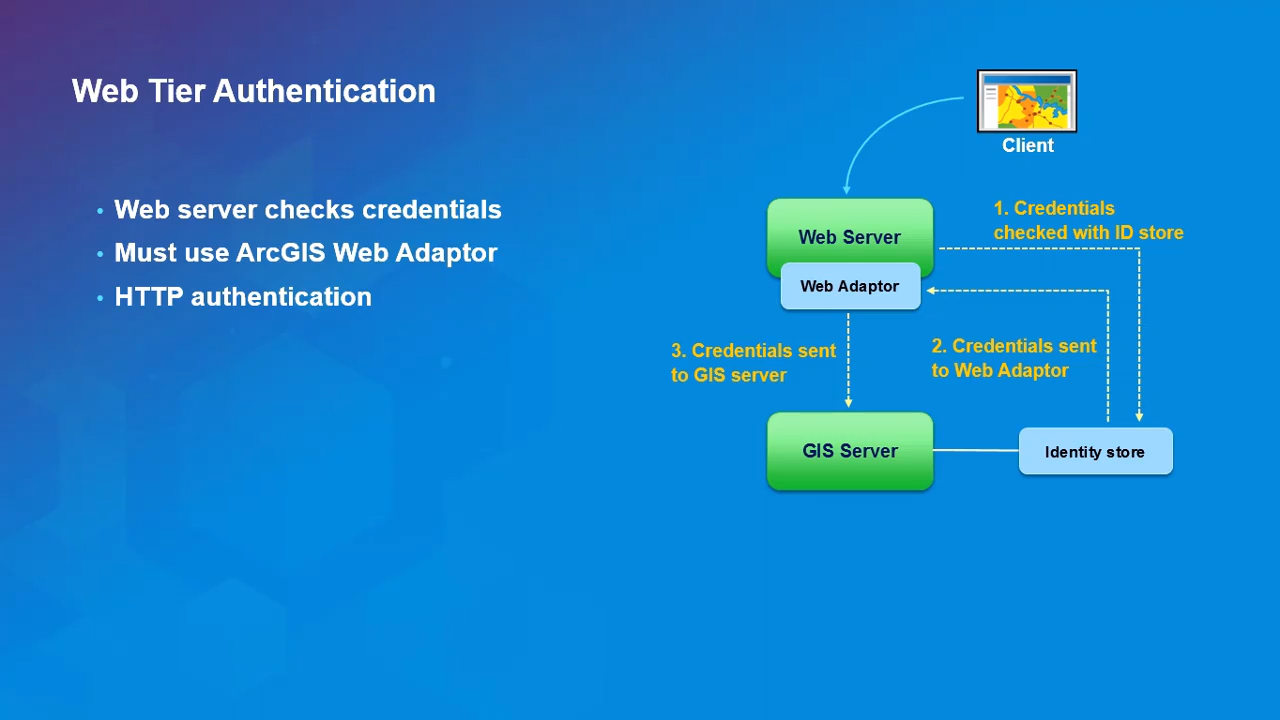 Web Tier Authentication
• Web server checks credentials
• Must use ArcGIS Web Adaptor
• HTTP authentication
Client
Web Server
Web Adaptor
1. Credentials
checked with ID store
2. Credentials sent
to Web Adaptor
3. Credentials sent
to GIS server
GIS Server
Identity store